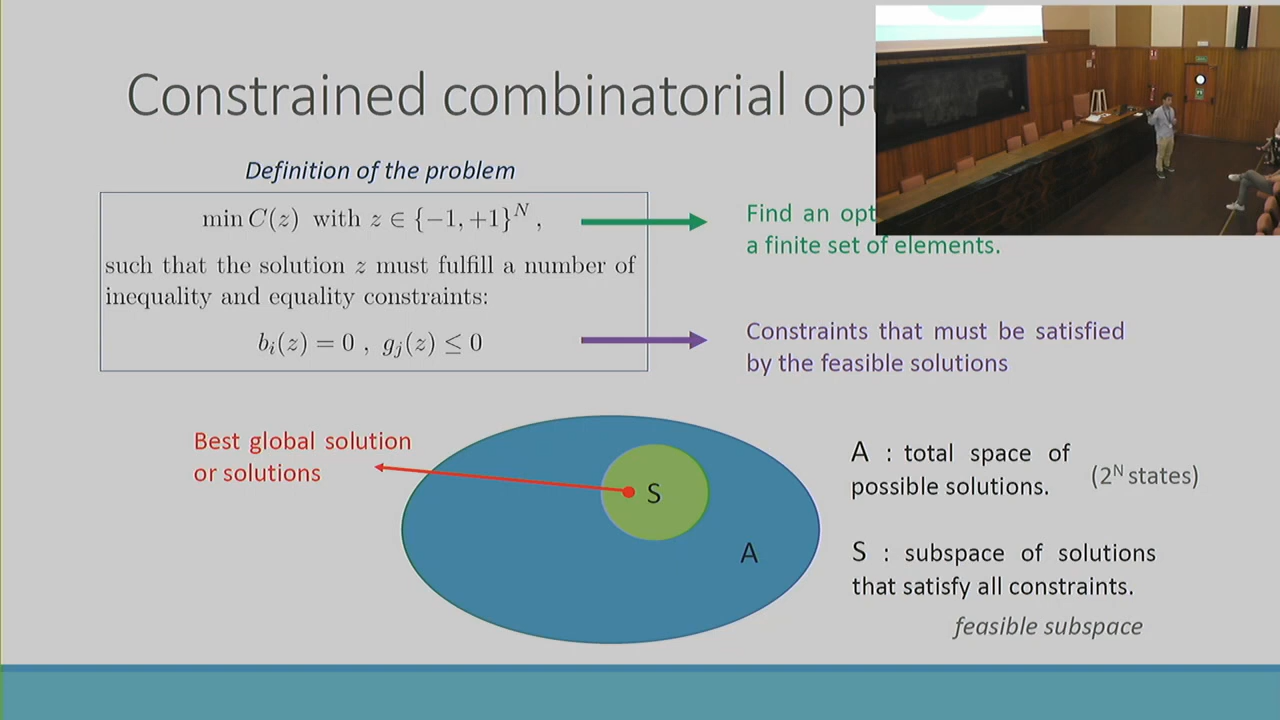 Constrained combinatorial
Definition of the problem
min C(z) with z ∈ {−1, +1}^N ,
such that the solution z must fulfill a number of
inequality and equality constraints:
b_i(z) = 0 , g_j(z) ≤ 0
Find an
a finite set of elements.
Constraints that must be satisfied
by the feasible solutions
Best global solution
or solutions
S
A
A : total space of
possible solutions.
(2^N states)
S : subspace of solutions
that satisfy all constraints.
feasible subspace